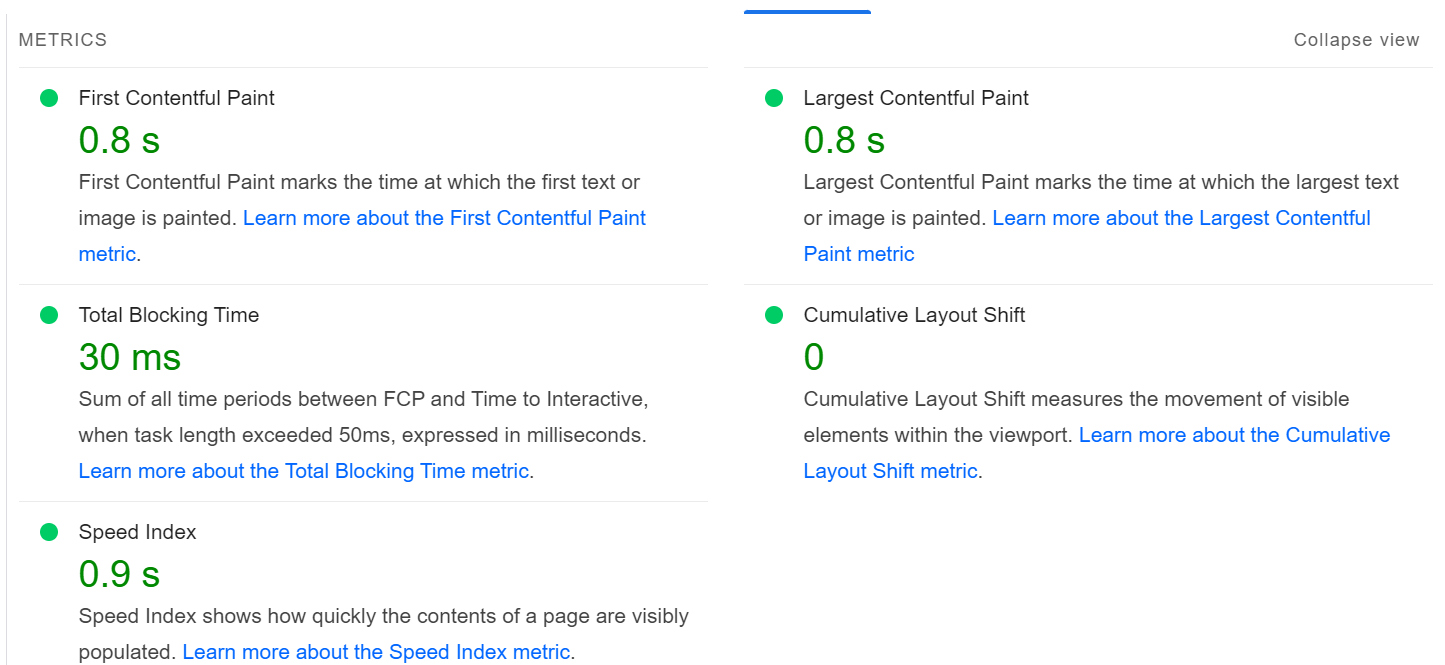 METRICS
Collapse view
First Contentful Paint
0.8 s
First Contentful Paint marks the time at which the first text or
image is painted. Learn more about the First Contentful Paint
metric.
Largest Contentful Paint
0.8 s
Largest Contentful Paint marks the time at which the largest text
or image is painted. Learn more about the Largest Contentful
Paint metric
Total Blocking Time
30 ms
Sum of all time periods between FCP and Time to Interactive,
when task length exceeded 50ms, expressed in milliseconds.
Learn more about the Total Blocking Time metric.
Cumulative Layout Shift
0
Cumulative Layout Shift measures the movement of visible
elements within the viewport. Learn more about the Cumulative
Layout Shift metric.
Speed Index
0.9 s
Speed Index shows how quickly the contents of a page are visibly
populated. Learn more about the Speed Index metric.